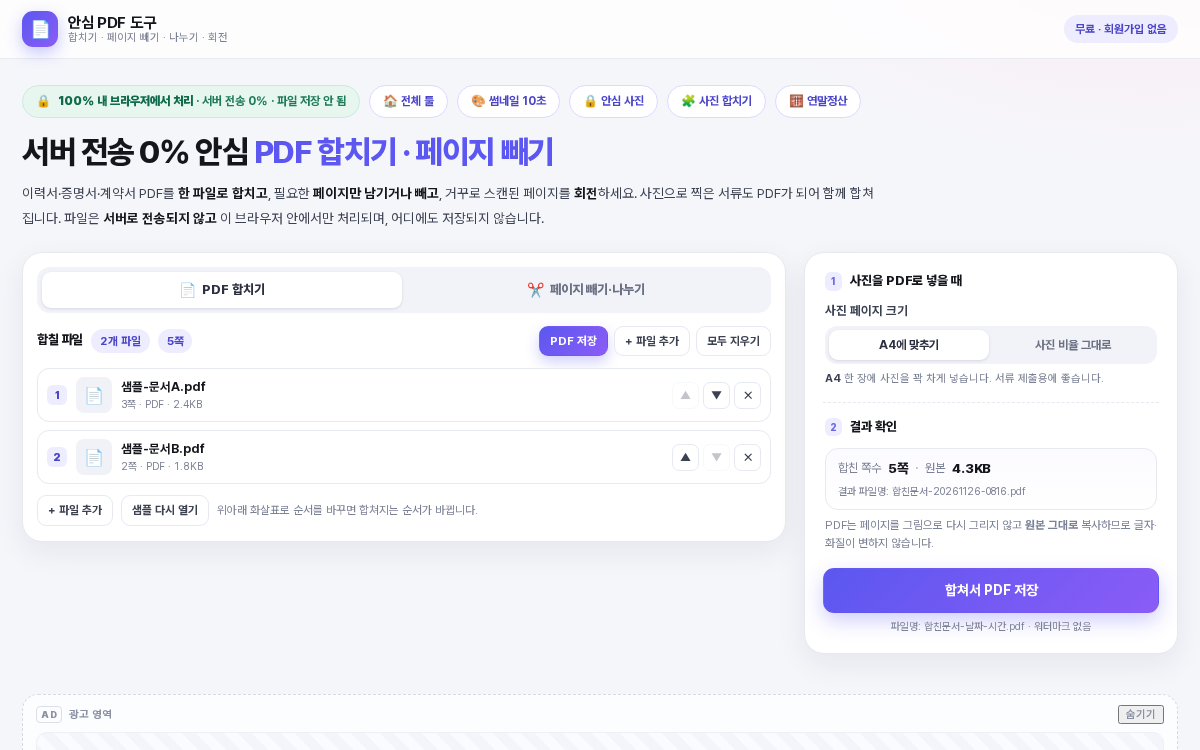 안심 PDF 도구
합치기 · 페이지 빼기 · 나누기 · 회전
무료 · 회원가입 없음
100% 내 브라우저에서 처리 · 서버 전송 0% · 파일 저장 안 됨
전체 툴
썸네일 10초
안심 사진
사진 합치기
연말정산
서버 전송 0% 안심 PDF 합치기 · 페이지 빼기
이력서·증명서·계약서 PDF를 한 파일로 합치고, 필요한 페이지만 남기거나 빼고, 거꾸로 스캔된 페이지를 회전하세요. 사진으로 찍은 서류도 PDF가 되어 함께 합쳐
집니다. 파일은 서버로 전송되지 않고 이 브라우저 안에서만 처리되며, 어디에도 저장되지 않습니다.
PDF 합치기
페이지 빼기·나누기
합칠 파일
2개 파일
5쪽
PDF 저장
+ 파일 추가
모두 지우기
1
샘플-문서A.pdf
3쪽 · PDF · 2.4KB
▲ ▼ ✕
2
샘플-문서B.pdf
2쪽 · PDF · 1.8KB
▲ ▼ ✕
+ 파일 추가
샘플 다시 열기
위아래 화살표로 순서를 바꾸면 합쳐지는 순서가 바뀝니다.
1 사진을 PDF로 넣을 때
사진 페이지 크기
A4에 맞추기
사진 비율 그대로
A4 한 장에 사진을 꽉 차게 넣습니다. 서류 제출용에 좋습니다.
2 결과 확인
합친 쪽수 5쪽 · 원본 4.3KB
결과 파일명: 합친문서-20261126-0816.pdf
PDF는 페이지를 그림으로 다시 그리지 않고 원본 그대로 복사하므로 글자·
화질이 변하지 않습니다.
합쳐서 PDF 저장
파일명: 합친문서-날짜-시간.pdf · 워터마크 없음
AD 광고 영역
숨기기